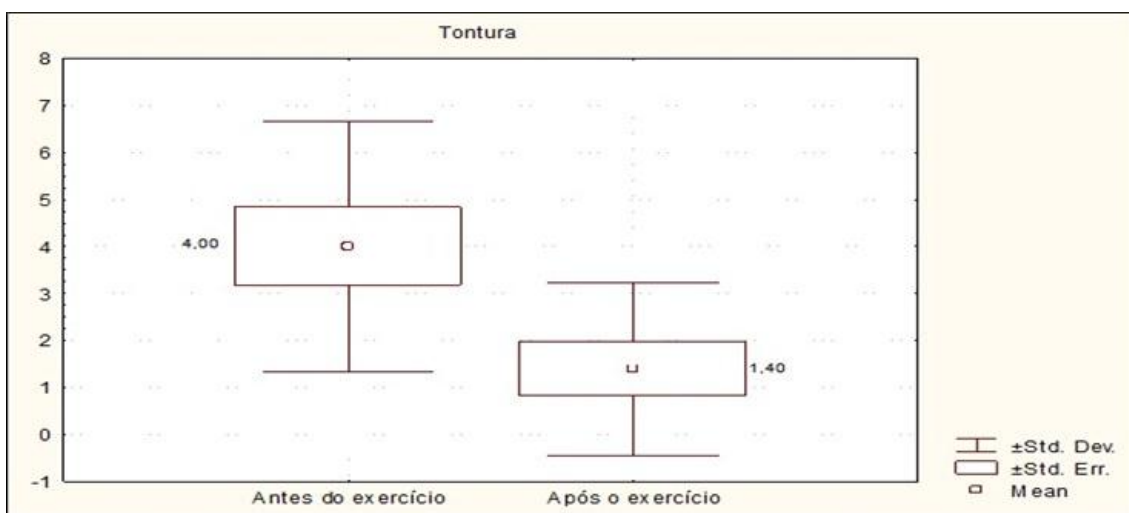 Tontura
8
7
6
5
4
3
2
1
0
-1
4,00
1,40
Antes do exercício
Após o exercício
±Std. Dev.
±Std. Err.
Mean